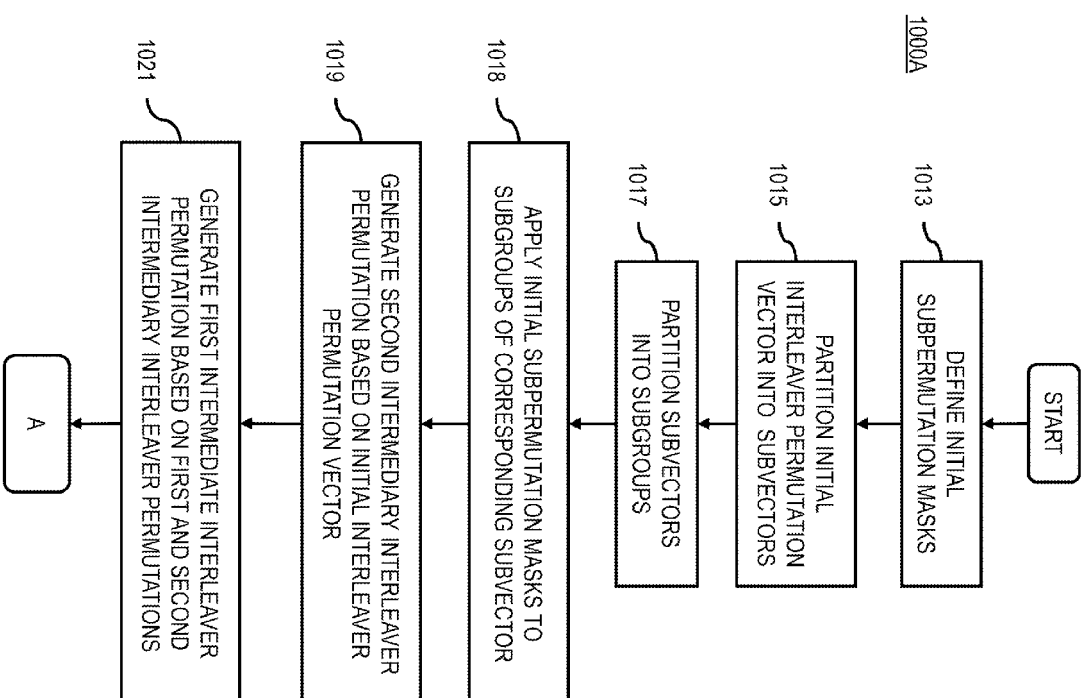 1000A
START
1013
DEFINE INITIAL
SUBPERMUTATION MASKS
1015
PARTITION INITIAL
INTERLEAVER PERMUTATION
VECTOR INTO SUBVECTORS
1017
PARTITION SUBVECTORS
INTO SUBGROUPS
1018
APPLY INITIAL SUBPERMUTATION MASKS TO
SUBGROUPS OF CORRESPONDING SUBVECTOR
1019
GENERATE SECOND INTERMEDIARY INTERLEAVER
PERMUTATION BASED ON INITIAL INTERLEAVER
PERMUTATION VECTOR
1021
GENERATE FIRST INTERMEDIATE INTERLEAVER
PERMUTATION BASED ON FIRST AND SECOND
INTERMEDIARY INTERLEAVER PERMUTATIONS
A